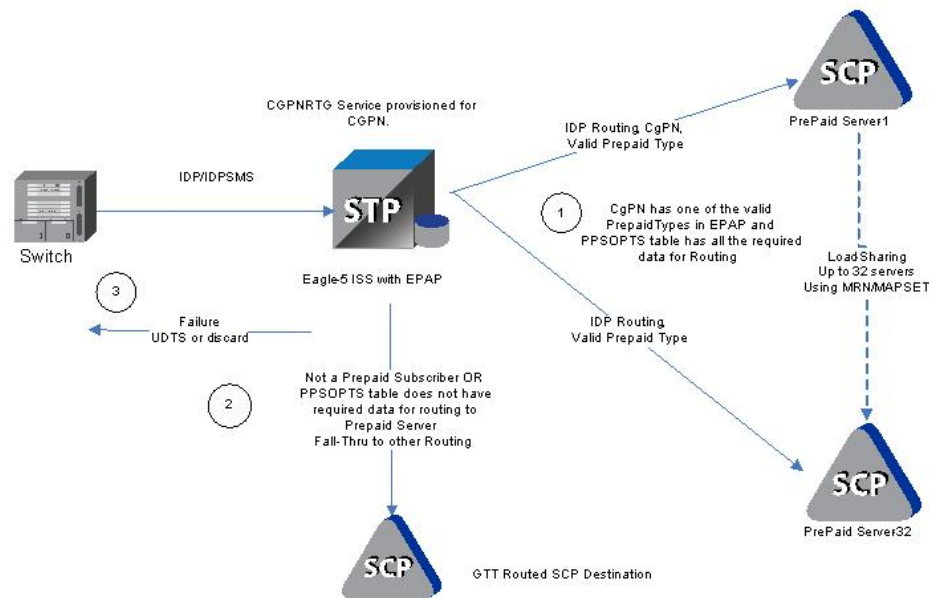 SCP
PrePaid Server1
CGPNRTG Service provisioned for
CGPN.
IDP Routing, CgPN,
Valid Prepaid Type
IDP/IDPSMS
STP
Switch
Eagle-5 ISS with EPAP
1
CgPN has one of the valid
PrepaidTypes in EPAP and
PPSOPTS table has all the required
data for Routing
Load-Sharing
Up to 32 servers
Using MRN/MAPSET
3
Failure
UDTS or discard
IDP Routing,
Valid Prepaid Type
2
Not a Prepaid Subscriber OR
PPSOPTS table does not have
required data for routing to
Prepaid Server
Fall-Thru to other Routing
SCP
PrePaid Server32
SCP
GTT Routed SCP Destination